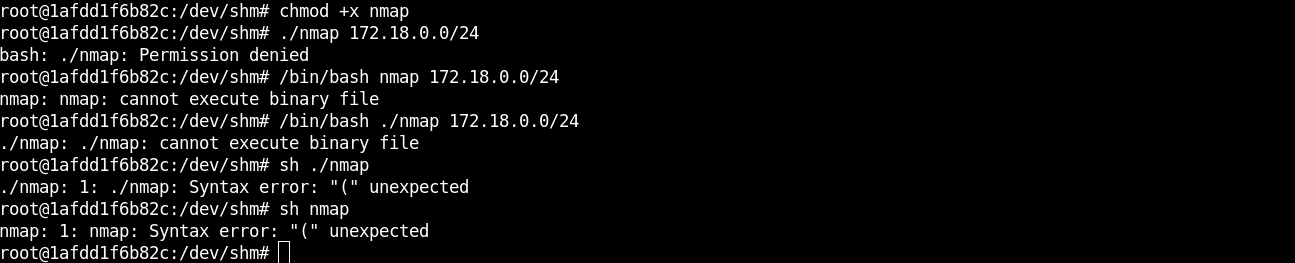 root@1afdd1f6b82c:/dev/shm# chmod +x nmap
root@1afdd1f6b82c:/dev/shm# ./nmap 172.18.0.0/24
bash: ./nmap: Permission denied
root@1afdd1f6b82c:/dev/shm# /bin/bash nmap 172.18.0.0/24
nmap: nmap: cannot execute binary file
root@1afdd1f6b82c:/dev/shm# /bin/bash ./nmap 172.18.0.0/24
./nmap: ./nmap: cannot execute binary file
root@1afdd1f6b82c:/dev/shm# sh ./nmap
./nmap: 1: ./nmap: Syntax error: "(" unexpected
root@1afdd1f6b82c:/dev/shm# sh nmap
nmap: 1: nmap: Syntax error: "(" unexpected
root@1afdd1f6b82c:/dev/shm#